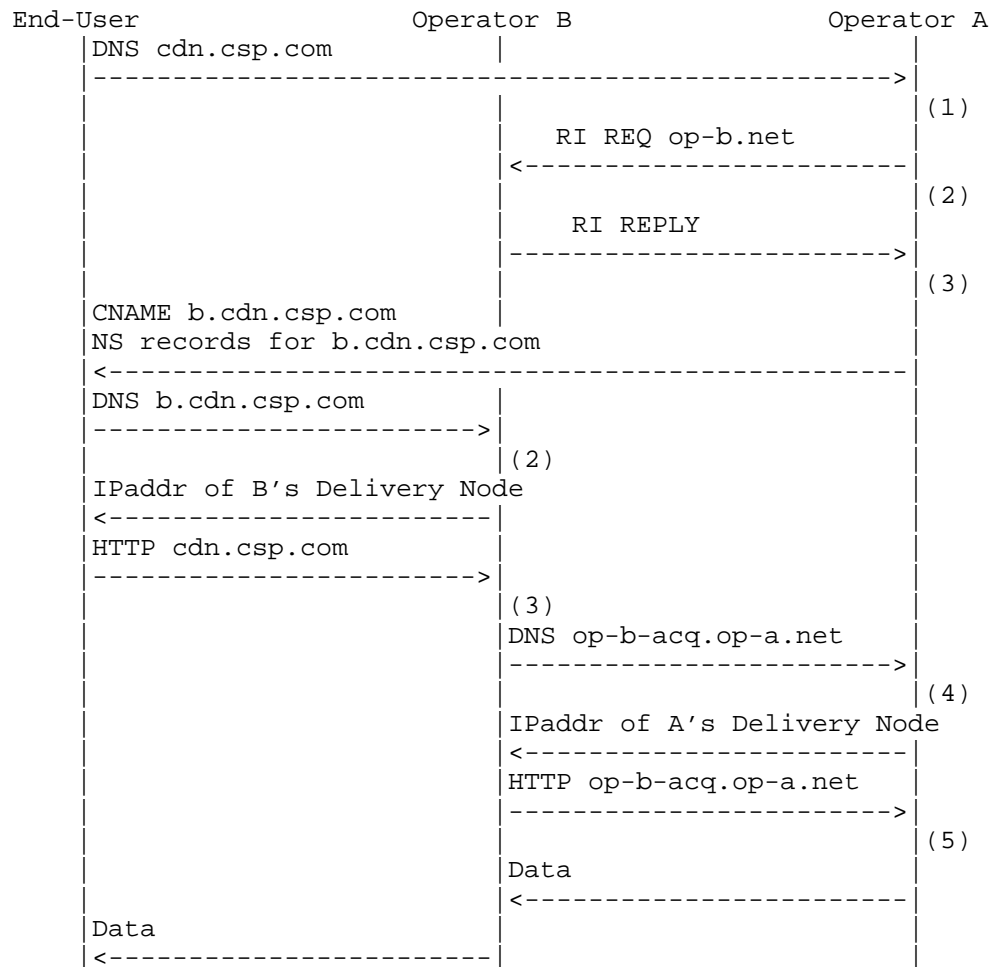 End-User Operator B Operator A
DNS cdn.csp.com
(1)
RI REQ op-b.net
(2)
RI REPLY
(3)
CNAME b.cdn.csp.com
NS records for b.cdn.csp.com
DNS b.cdn.csp.com
(2)
IPaddr of B's Delivery Node
HTTP cdn.csp.com
(3)
DNS op-b-acq.op-a.net
(4)
IPaddr of A's Delivery Node
HTTP op-b-acq.op-a.net
(5)
Data
Data